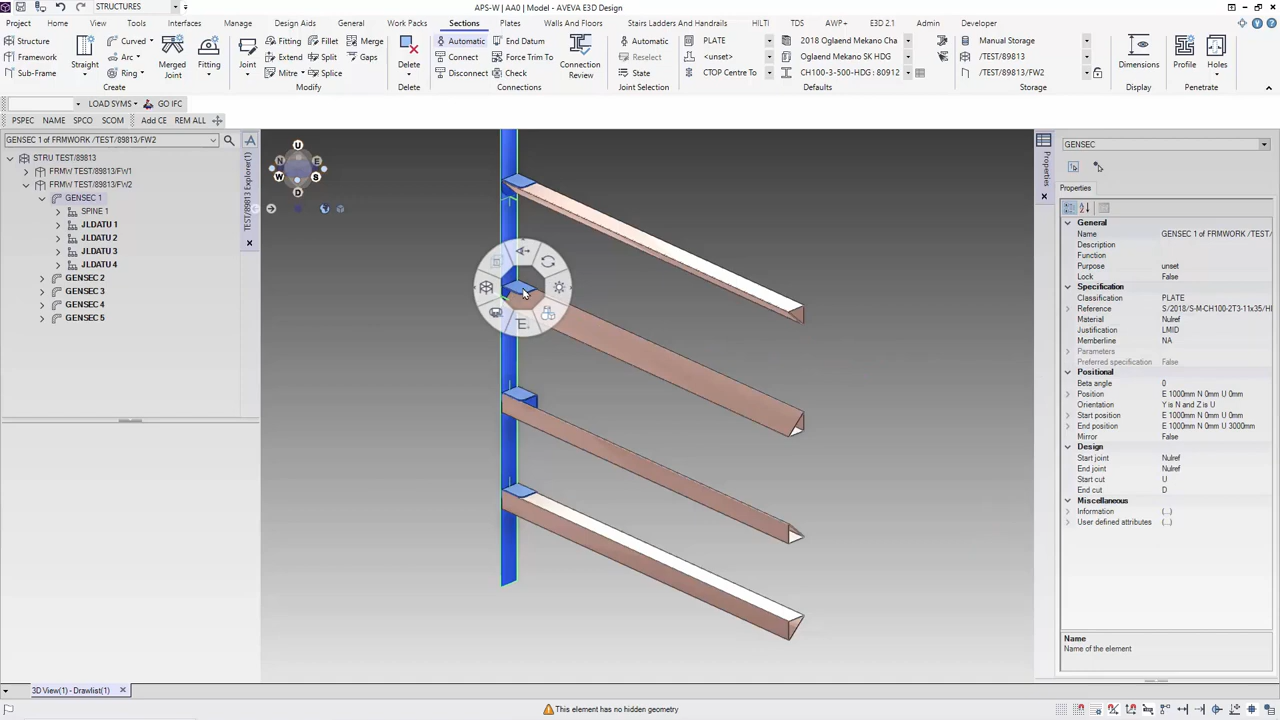 STRUCTURES
APS-W | AA0 | Model - AVEVA E3D Design
PROJECT
Home View Tools Interfaces Manage Design Aids General Work Packs Sections Plates Walls And Floors Stairs Ladders And Handrails HILTI TDS AWP+ E3D 2.1 Admin Developer
Structure
Framework
Sub-Frame
Straight
Curved
Arc
Ring
Merged Joint
Fitting
Create
Joint
Fitting
Extend
Mitre
Fillet
Split
Splice
Merge
Gaps
Modify
Delete
Delete
Automatic
Connect
Disconnect
End Datum
Force Trim To
Check
Connection Review
Connections
Automatic
Reselect
State
Joint Selection
PLATE
<unset>
CTOP Centre To
2018 Oglaend Mekano Cha
Oglaend Mekano SK HDG
CH100-3-500-HDG: 80912
Defaults
Manual Storage
/TEST/89813
/TEST/89813/FW2
Storage
Dimensions
Display
Profile
Holes
Penetrate
LOAD SYMS
GO IFC
PSPEC NAME SPCO SCOM Add CE REM ALL
GENSEC 1 of FRMWORK /TEST/89813/FW2
STRU TEST/89813
FRMW TEST/89813/FW1
FRMW TEST/89813/FW2
GENSEC 1
SPINE 1
JLDATU 1
JLDATU 2
JLDATU 3
JLDATU 4
GENSEC 2
GENSEC 3
GENSEC 4
GENSEC 5
TEST/89813 Explorer(1)
U
N
E
W
S
D
Properties
GENSEC
Properties
General
Name GENSEC 1 of FRMWORK /TEST/
Description
Function
Purpose unset
Lock False
Specification
Classification PLATE
Reference S/2018/S-M-CH100-2T3-11x35/H
Material Nulref
Justification LMID
Memberline NA
Parameters
Preferred specification False
Positional
Beta angle 0
Position E 1000mm N 0mm U 0mm
Orientation Y is N and Z is U
Start position E 1000mm N 0mm U 0mm
End position E 1000mm N 0mm U 3000mm
Mirror False
Design
Start joint Nulref
End joint Nulref
Start cut U
End cut D
Miscellaneous
Information (...)
User defined attributes (...)
Name
Name of the element
3D View(1) - Drawlist(1)
This element has no hidden geometry